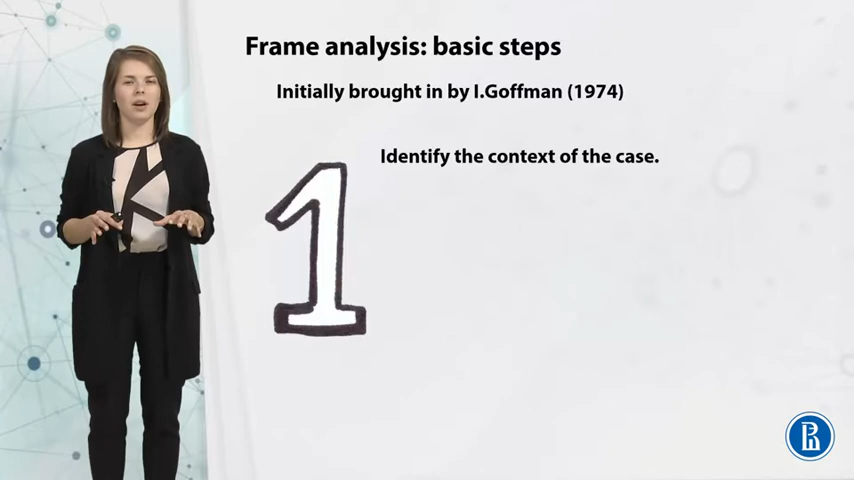 Frame analysis: basic steps
Initially brought in by I.Goffman (1974)
Identify the context of the case.
1